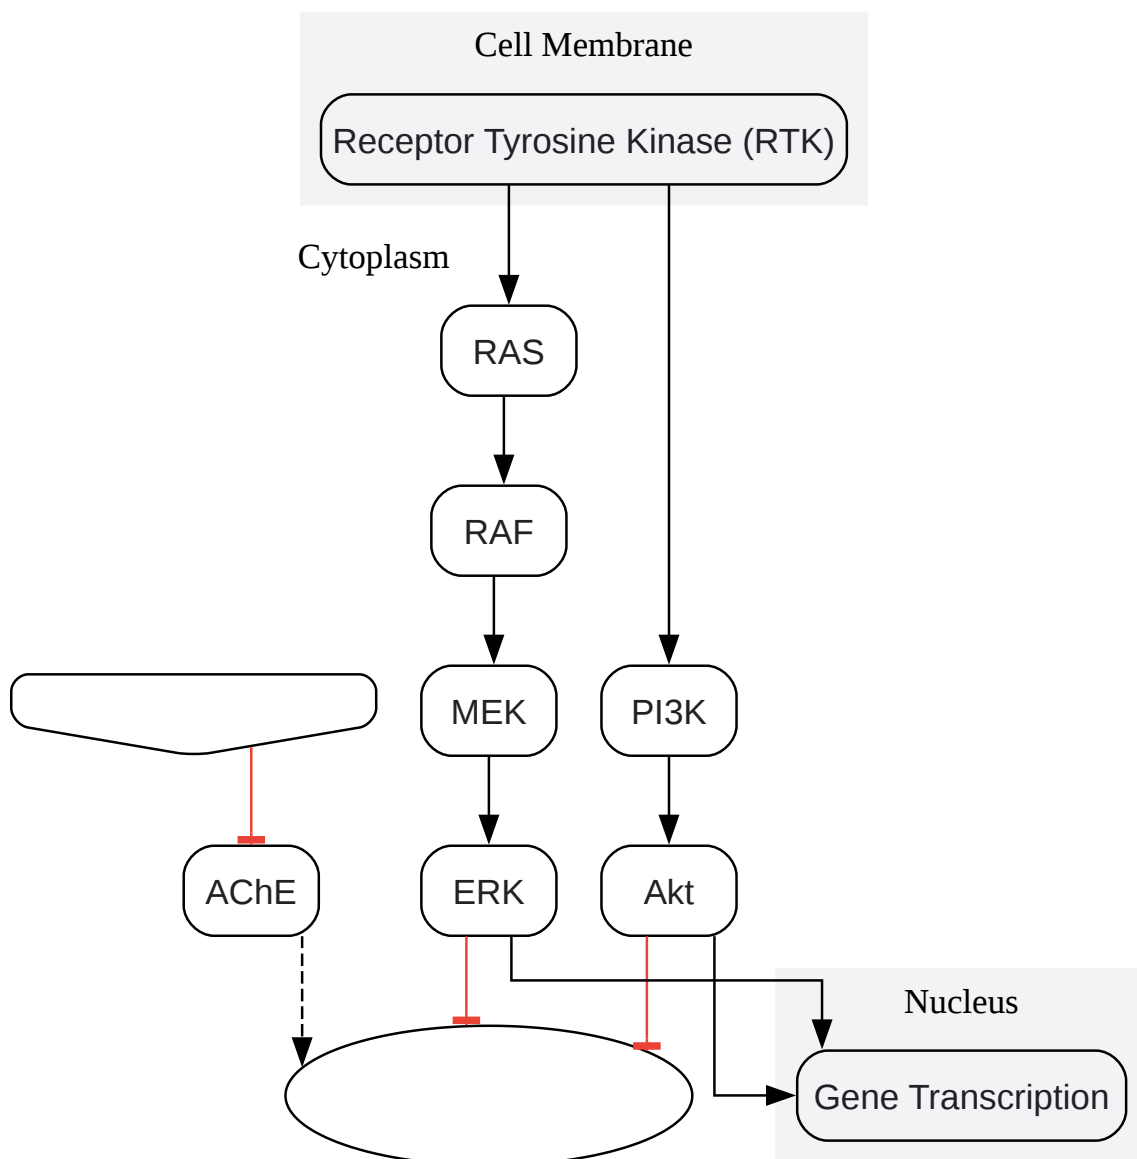 Cell Membrane
Receptor Tyrosine Kinase (RTK)
Cytoplasm
RAS
RAF
MEK
PI3K
AChE
ERK
Akt
Nucleus
Gene Transcription